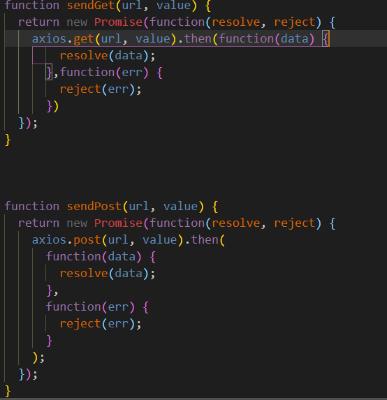 function sendGet(url, value) {
return new Promise(function(resolve, reject) {
axios.get(url, value).then(function(data) {
resolve(data);
},function(err) {
reject(err);
})
});
}
function sendPost(url, value) {
return new Promise(function(resolve, reject) {
axios.post(url, value).then(
function(data) {
resolve(data);
},
function(err) {
reject(err);
}
);
});
}